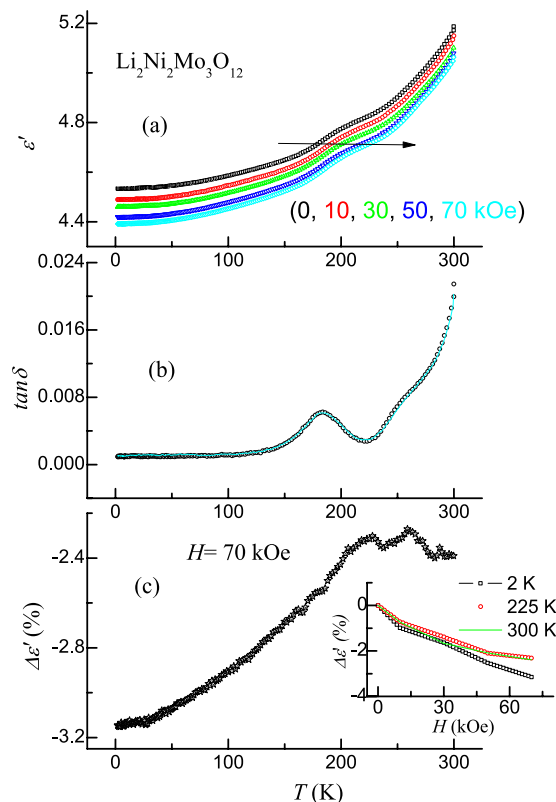 5.2
Li₂Ni₂Mo₃O₁₂
4.8
(a)
ε'
(0, 10, 30, 50, 70 kOe)
4.4
0 100 200 300
0.024
0.016
(b)
tanδ
0.008
0.000
0 100 200 300
H= 70 kOe
-2.4
(c)
2 K
225 K
300 K
Δε' (%)
-2.8
0
-2
-4
Δε' (%)
0 30 60
H (kOe)
-3.2
0 100 200 300
T (K)